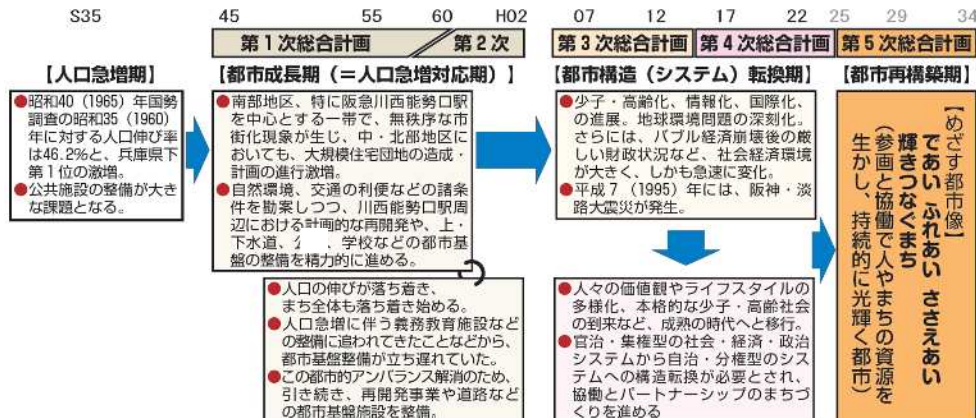 S35 45 55 60 H02 07 12 17 22 25 29 34
第1次総合計画 第2次 第3次総合計画 第4次総合計画 第5次総合計画
【人口急増期】
●昭和40（1965）年国勢
調査の昭和35（1960）
年に対する人口伸び率
は46.2%と、兵庫県下
第1位の激増。
●公共施設の整備が大き
な課題となる。
【都市成長期（＝人口急増対応期）】
●南部地区、特に阪急川西能勢口駅
を中心とする一帯で、無秩序な市
街化現象が生じ、中・北部地区に
おいても、大規模住宅団地の造成・
計画の進行激増。
●自然環境、交通の利便などの諸条
件を勘案しつつ、川西能勢口駅周
辺における計画的な再開発や、上・
下水道、学校などの都市基
盤の整備を精力的に進める。
●人口の伸びが落ち着き、
まち全体も落ち着き始める。
●人口急増に伴う義務教育施設など
の整備に追われてきたことなどから、
都市基盤整備が立ち遅れていた。
●この都市的アンバランス解消のため、
引き続き、再開発事業や道路など
の都市基盤施設を整備。
【都市構造（システム）転換期】
●少子・高齢化、情報化、国際化、
の進展。地球環境問題の深刻化。
さらには、バブル経済崩壊後の厳
しい財政状況など、社会経済環境
が大きく、しかも急速に変化。
●平成7（1995）年には、阪神・淡
路大震災が発生。
●人々の価値観やライフスタイルの
多様化、本格的な少子・高齢社会
の到来など、成熟の時代へと移行。
●官治・集権型の社会・経済・政治
システムから自治・分権型のシス
テムへの構造転換が必要とされ、
協働とパートナーシップのまちづ
くりを進める
【都市再構築期】
【めざす都市像】
であい ふれあい ささえあい
輝きつなぐまち
（参画と協働で人やまちの資源を
生かし、持続的に光輝く都市）